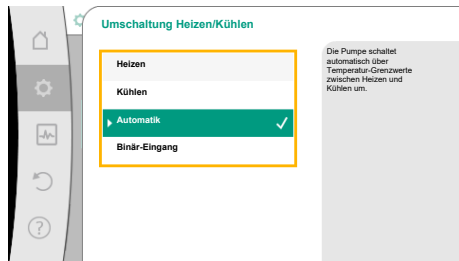 Umschaltung Heizen/Kühlen
Heizen
Kühlen
Automatik
Binär-Eingang
Die Pumpe schaltet
automatisch über
Temperatur-Grenzwerte
zwischen Heizen und
Kühlen um.
?